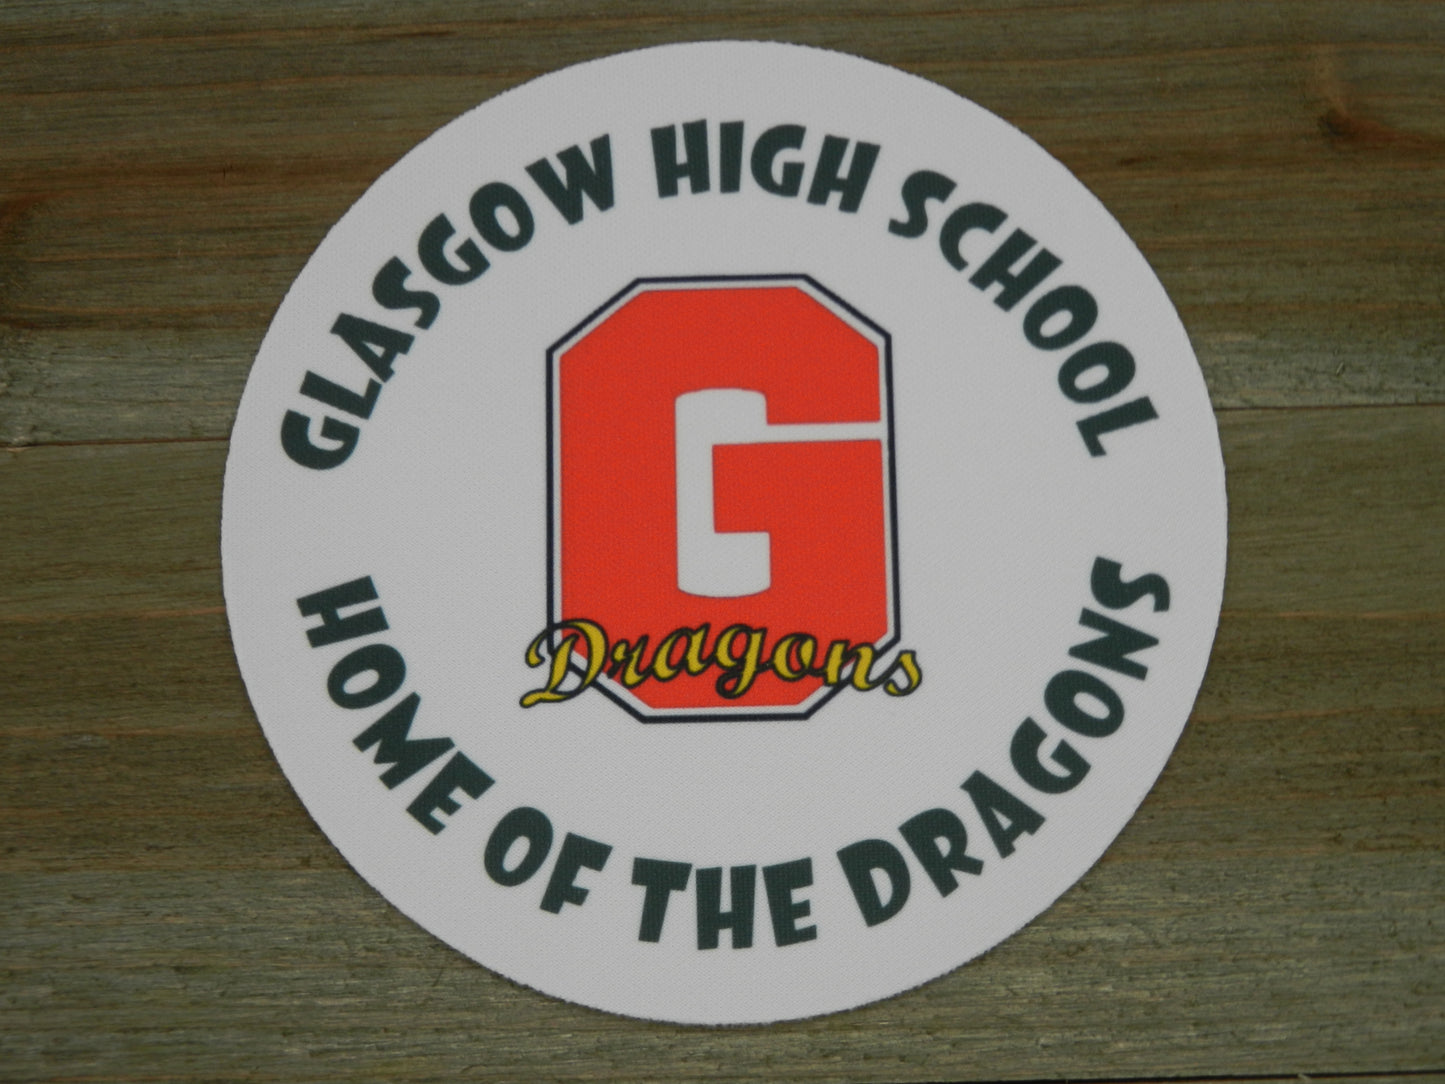 GLASGOW HIGH SCHOOL
G
Dragons
HOME OF THE DRAGONS